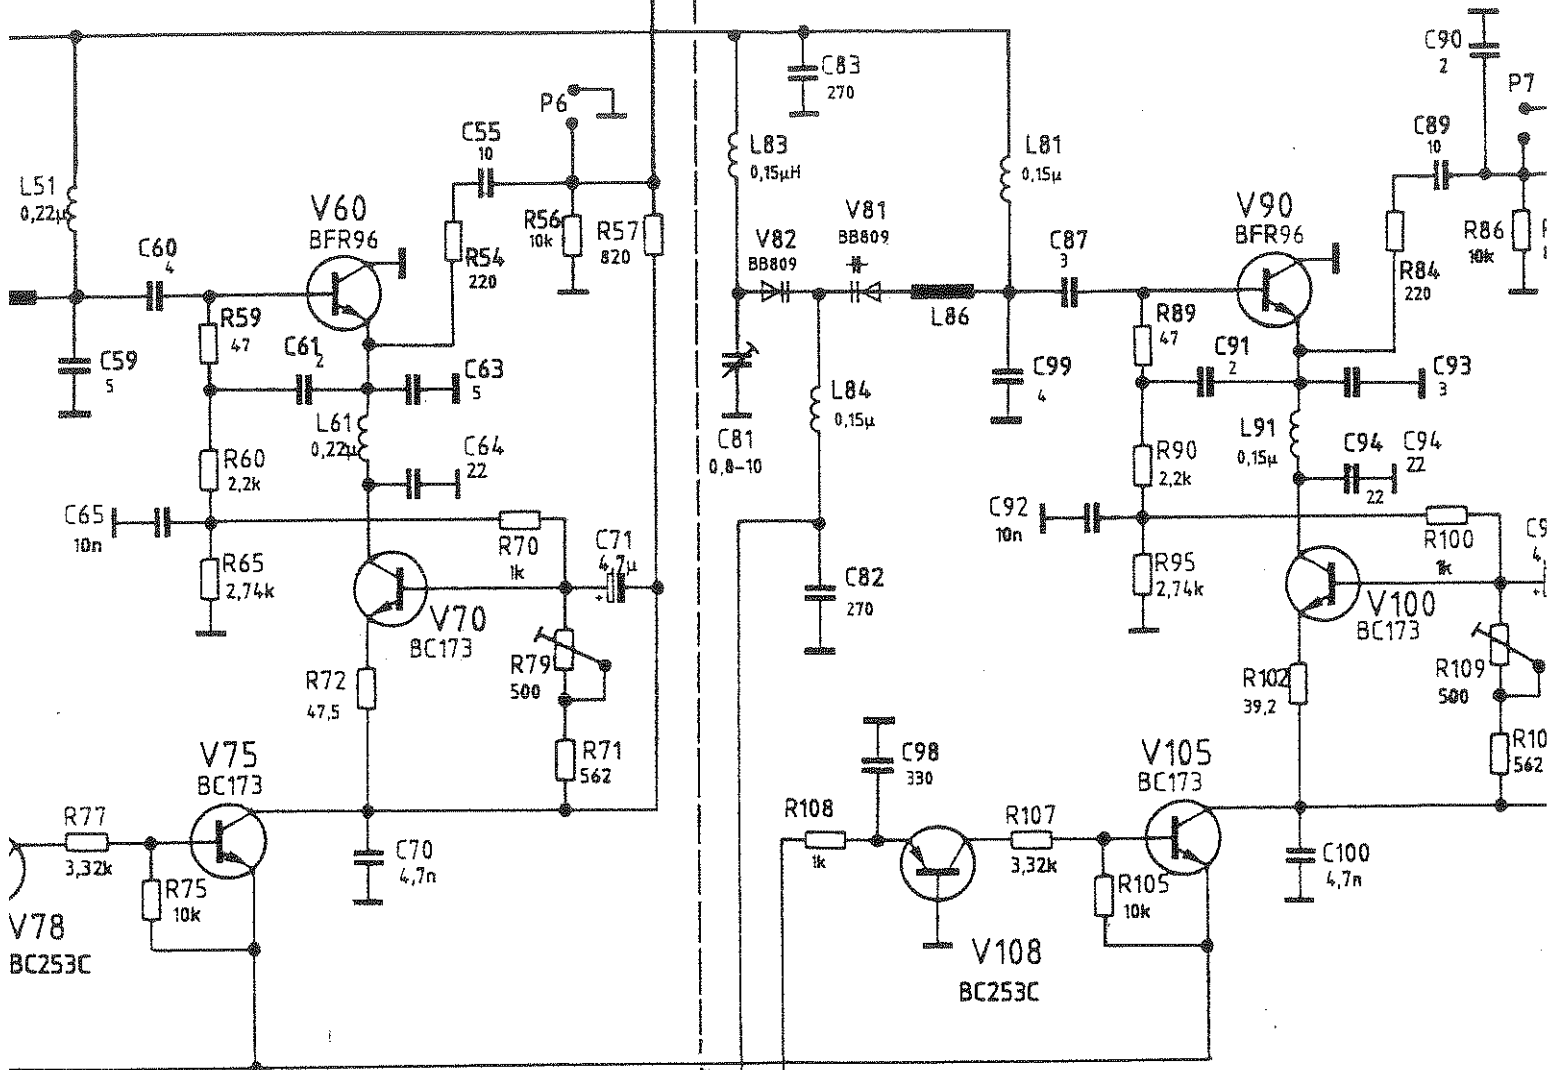 L51
0,22μ
C60
4
C59
5
V60
BFR96
R59
47
C61
2
C63
5
L61
0,22μ
C64
22
R60
2,2k
C65
10n
R65
2,74k
C55
10
P6
R54
220
R56
10k
R57
820
R70
1k
C71
4,7μ
+
V70
BC173
R79
500
R72
47,5
R71
562
V75
BC173
R77
3,32k
R75
10k
C70
4,7n
V78
BC253C
C83
270
L83
0,15μH
L81
0,15μ
V82
BB809
V81
BB809
L86
C87
3
C81
0,8-10
L84
0,15μ
C99
4
C82
270
V90
BFR96
R89
47
C91
2
C93
3
L91
0,15μ
C94
22
C94
22
R90
2,2k
C92
10n
R95
2,74k
C90
2
P7
C89
10
R84
220
R86
10k
R
8
R100
1k
C9
4,
+
V100
BC173
R109
500
R102
39,2
R10
562
C98
330
R108
1k
V108
BC253C
R107
3,32k
V105
BC173
R105
10k
C100
4,7n